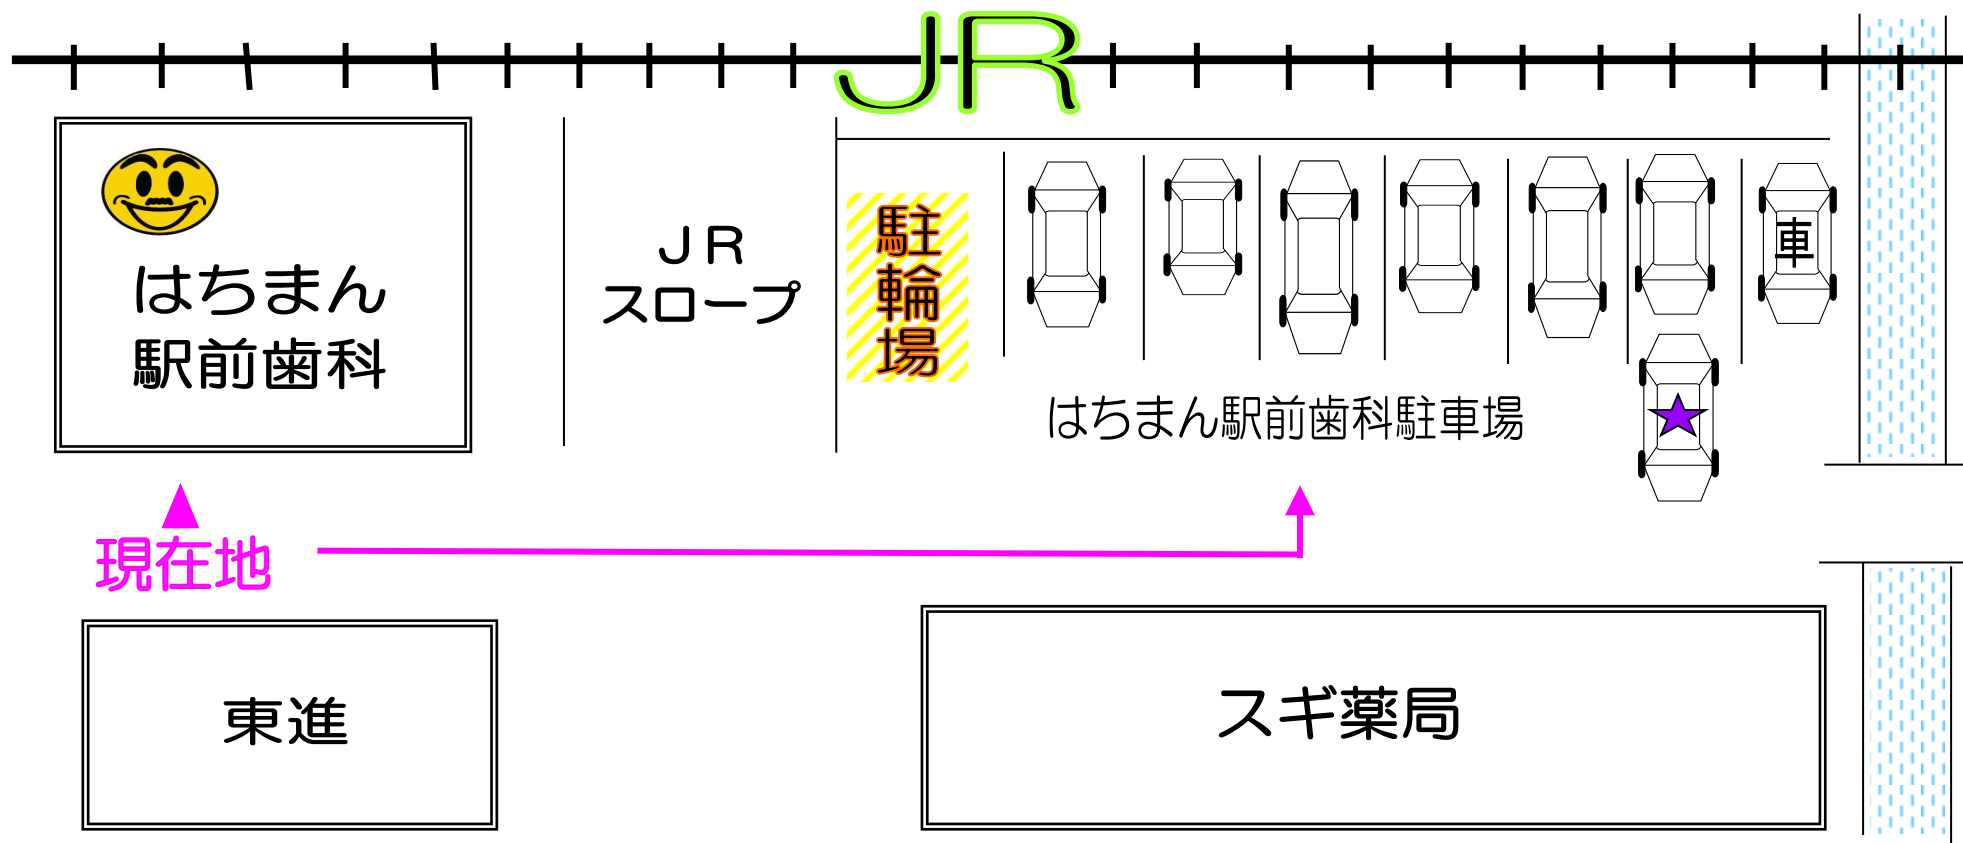 JR
はちまん
駅前歯科
JR
スロープ
駐輪場
車
はちまん駅前歯科駐車場
現在地
東進
スギ薬局